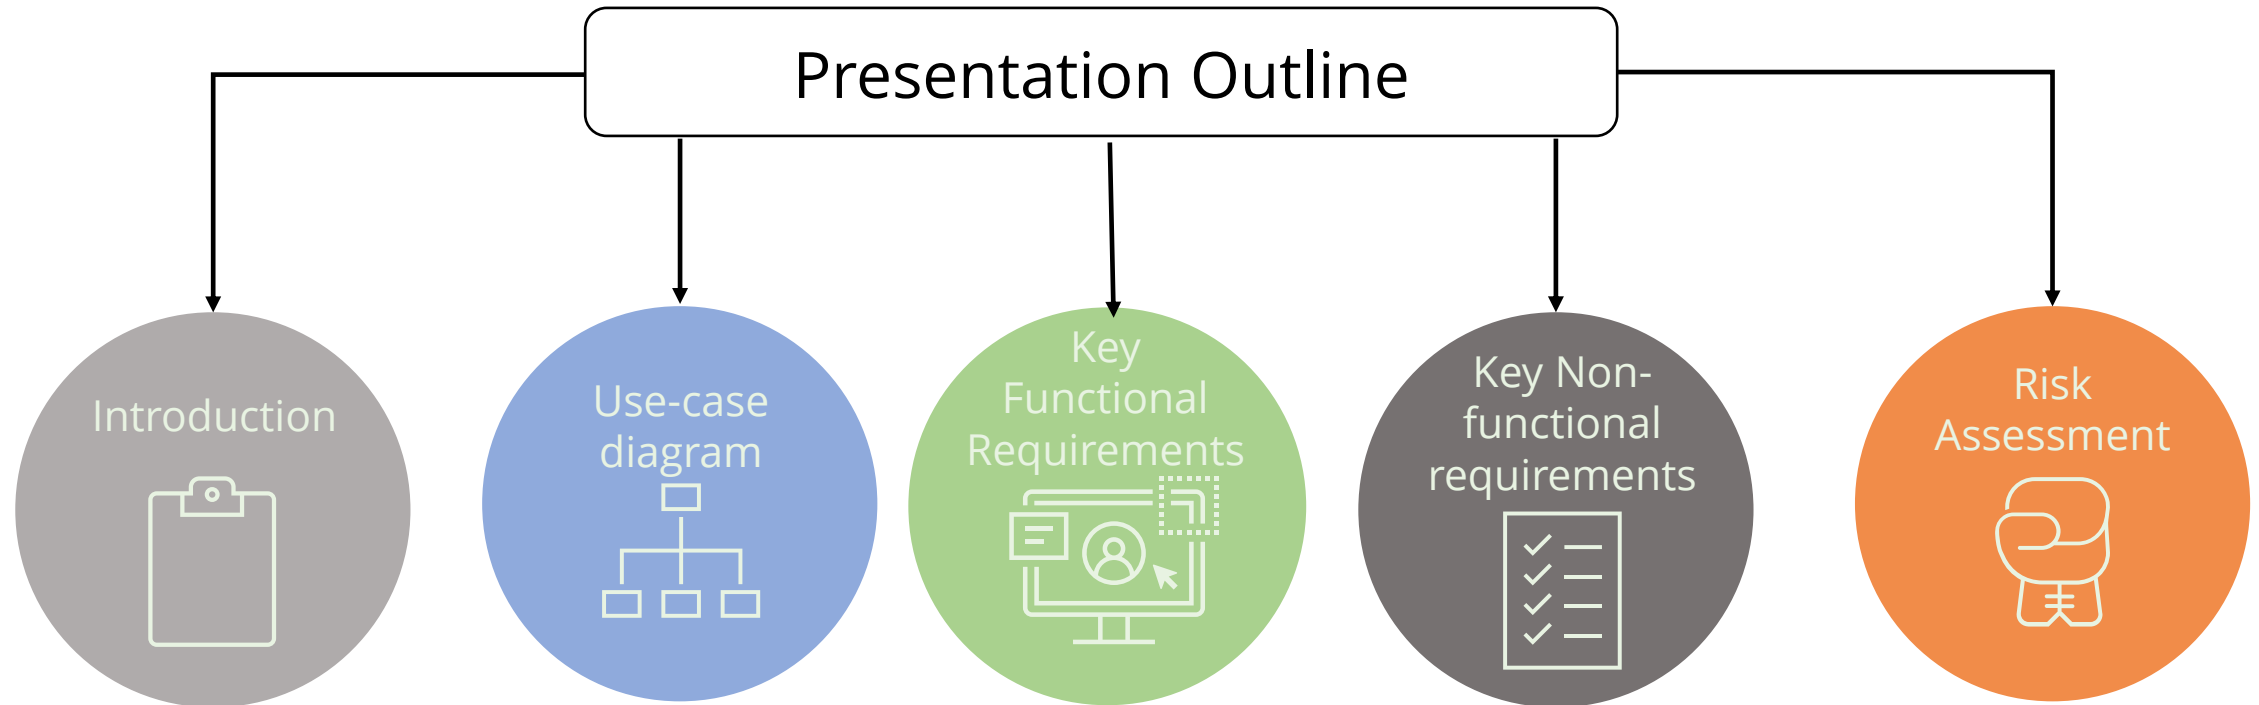 Presentation Outline
Introduction
Use-case
diagram
Key
Functional
Requirements
Key Non-
functional
requirements
Risk
Assessment